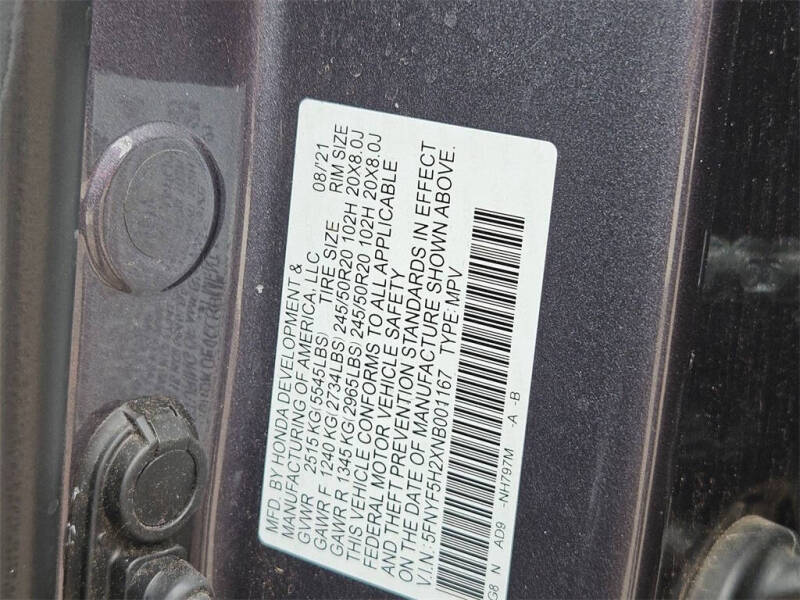 MFD. BY HONDA DEVELOPMENT &
MANUFACTURING OF AMERICA, LLC 08/'21
GVWR 2515 KG(5545LBS) TIRE SIZE RIM SIZE
GAWR F 1240 KG(2734LBS) 245/50R20 102H 20X8.0J
GAWR R 1345 KG(2965LBS) 245/50R20 102H 20X8.0J
THIS VEHICLE CONFORMS TO ALL APPLICABLE
FEDERAL MOTOR VEHICLE SAFETY
AND THEFT PREVENTION STANDARDS IN EFFECT
ON THE DATE OF MANUFACTURE SHOWN ABOVE.
V.I.N.: 5FNYF5H2XNB001167 TYPE: MPV
G8 N AD9 -NH797M -A -B